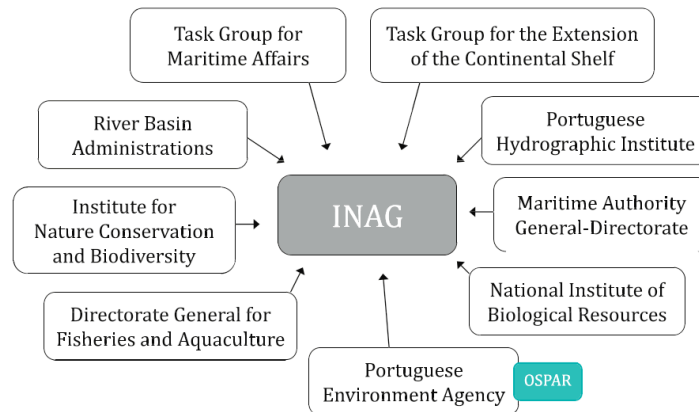 Task Group for
Maritime Affairs
Task Group for the Extension
of the Continental Shelf
River Basin
Administrations
Portuguese
Hydrographic Institute
INAG
Institute for
Nature Conservation
and Biodiversity
Maritime Authority
General-Directorate
Directorate General for
Fisheries and Aquaculture
National Institute of
Biological Resources
Portuguese
Environment Agency
OSPAR